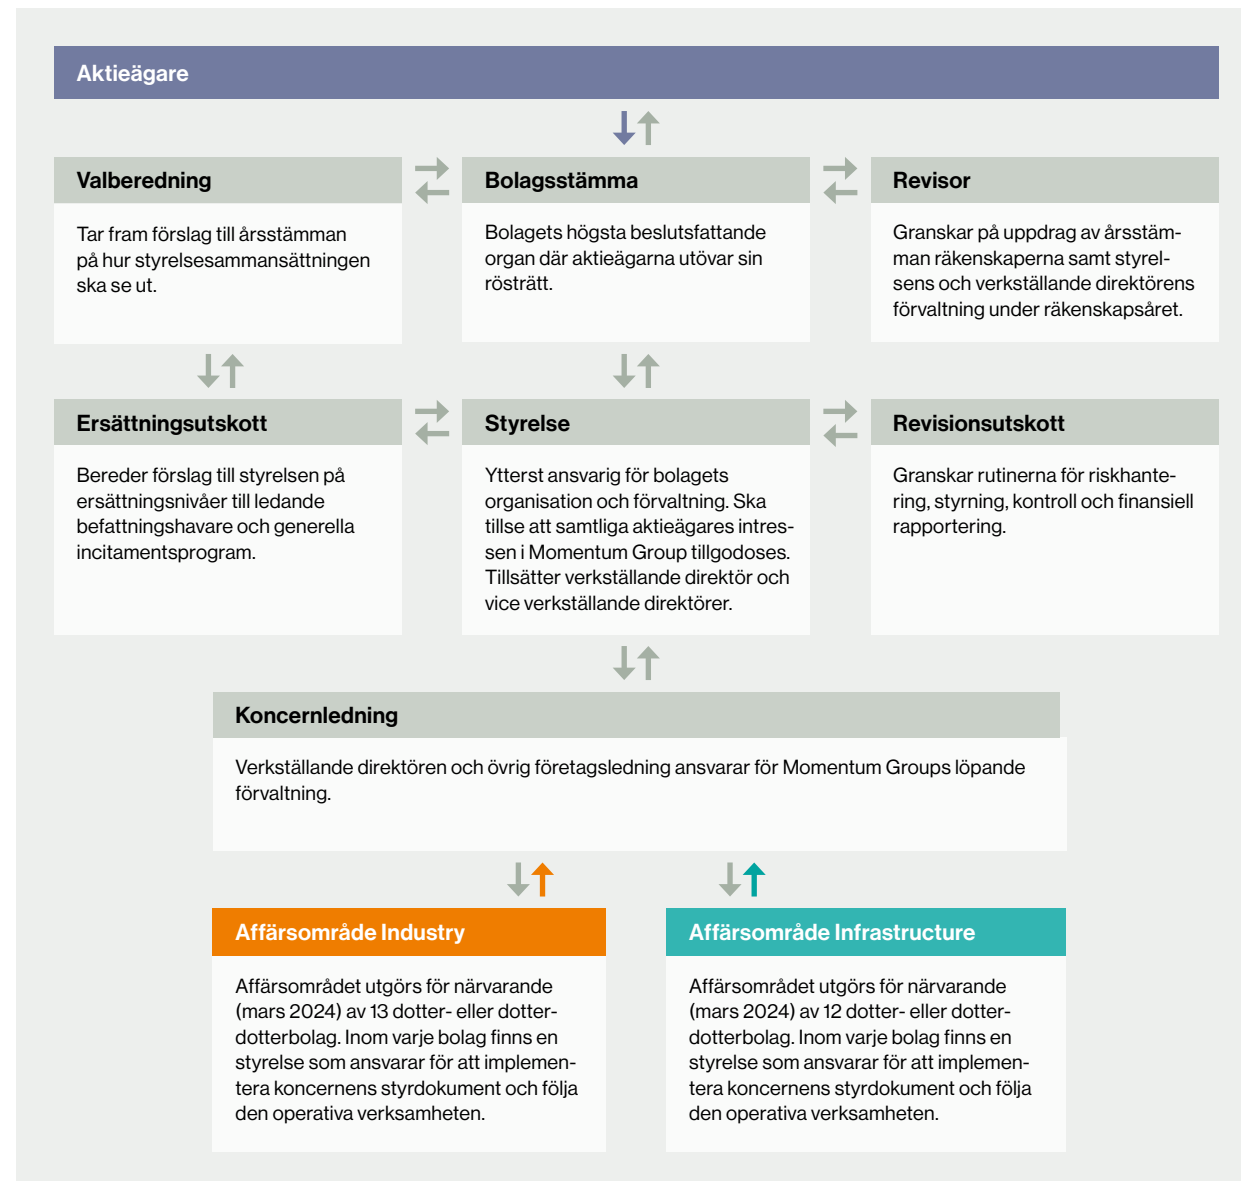 Aktieägare
Valberedning
Tar fram förslag till årsstämman
på hur styrelsesammansättningen
ska se ut.
Bolagsstämma
Bolagets högsta beslutsfattande
organ där aktieägarna utövar sin
rösträtt.
Revisor
Granskar på uppdrag av årsstäm-
man räkenskaperna samt styrel-
sens och verkställande direktörens
förvaltning under räkenskapsåret.
Ersättningsutskott
Bereder förslag till styrelsen på
ersättningsnivåer till ledande
befattningshavare och generella
incitamentsprogram.
Styrelse
Ytterst ansvarig för bolagets
organisation och förvaltning. Ska
tillse att samtliga aktieägares intres-
sen i Momentum Group tillgodoses.
Tillsätter verkställande direktör och
vice verkställande direktörer.
Revisionsutskott
Granskar rutinerna för riskhante-
ring, styrning, kontroll och finansiell
rapportering.
Koncernledning
Verkställande direktören och övrig företagsledning ansvarar för Momentum Groups löpande
förvaltning.
Affärsområde Industry
Affärsområdet utgörs för närvarande
(mars 2024) av 13 dotter- eller dotter-
dotterbolag. Inom varje bolag finns en
styrelse som ansvarar för att implemen-
tera koncernens styrdokument och följa
den operativa verksamheten.
Affärsområde Infrastructure
Affärsområdet utgörs för närvarande
(mars 2024) av 12 dotter- eller dotter-
dotterbolag. Inom varje bolag finns en
styrelse som ansvarar för att implemen-
tera koncernens styrdokument och följa
den operativa verksamheten.